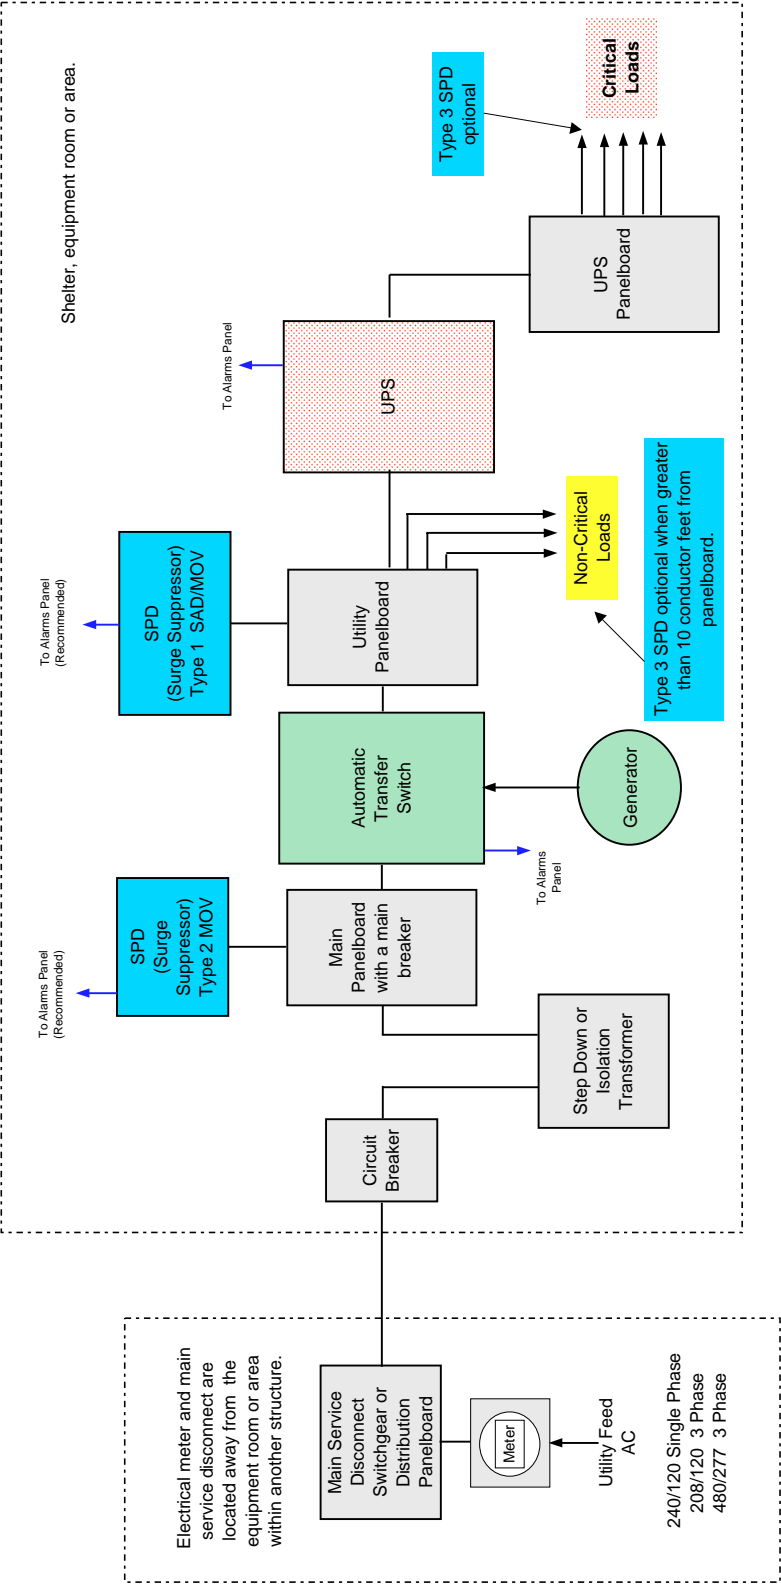 Electrical meter and main
service disconnect are
located away from the
equipment room or area
within another structure.
Main Service
Disconnect
Switchgear or
Distribution
Panelboard
Meter
Utility Feed
AC
240/120 Single Phase
208/120 3 Phase
480/277 3 Phase
Shelter, equipment room or area.
Circuit
Breaker
Step Down or
Isolation
Transformer
To Alarms Panel
(Recommended)
SPD
(Surge
Suppressor)
Type 2 MOV
Main
Panelboard
with a main
breaker
Automatic
Transfer
Switch
To Alarms
Panel
Generator
To Alarms Panel
(Recommended)
SPD
(Surge Suppressor)
Type 1 SAD/MOV
Utility
Panelboard
Non-Critical
Loads
Type 3 SPD optional when greater
than 10 conductor feet from
panelboard.
To Alarms Panel
UPS
UPS
Panelboard
Type 3 SPD
optional
Critical
Loads